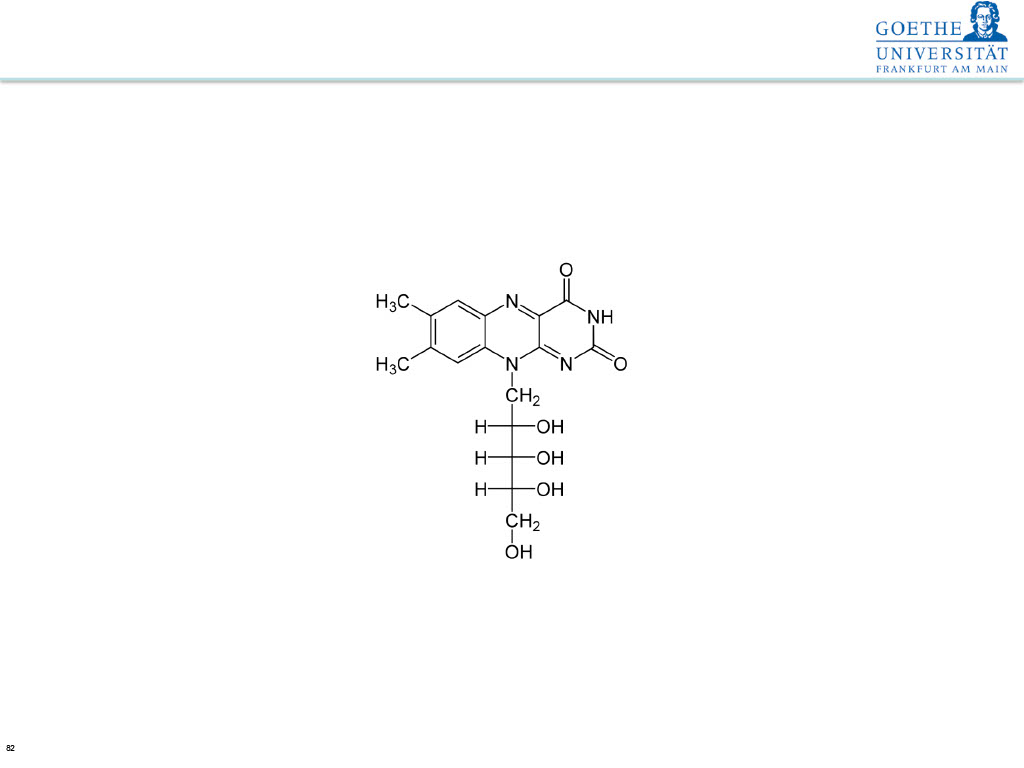 GOETHE
UNIVERSITÄT
FRANKFURT AM MAIN
O
H₃C N NH
H₃C N N O
CH₂
H OH
H OH
H OH
CH₂
OH
82